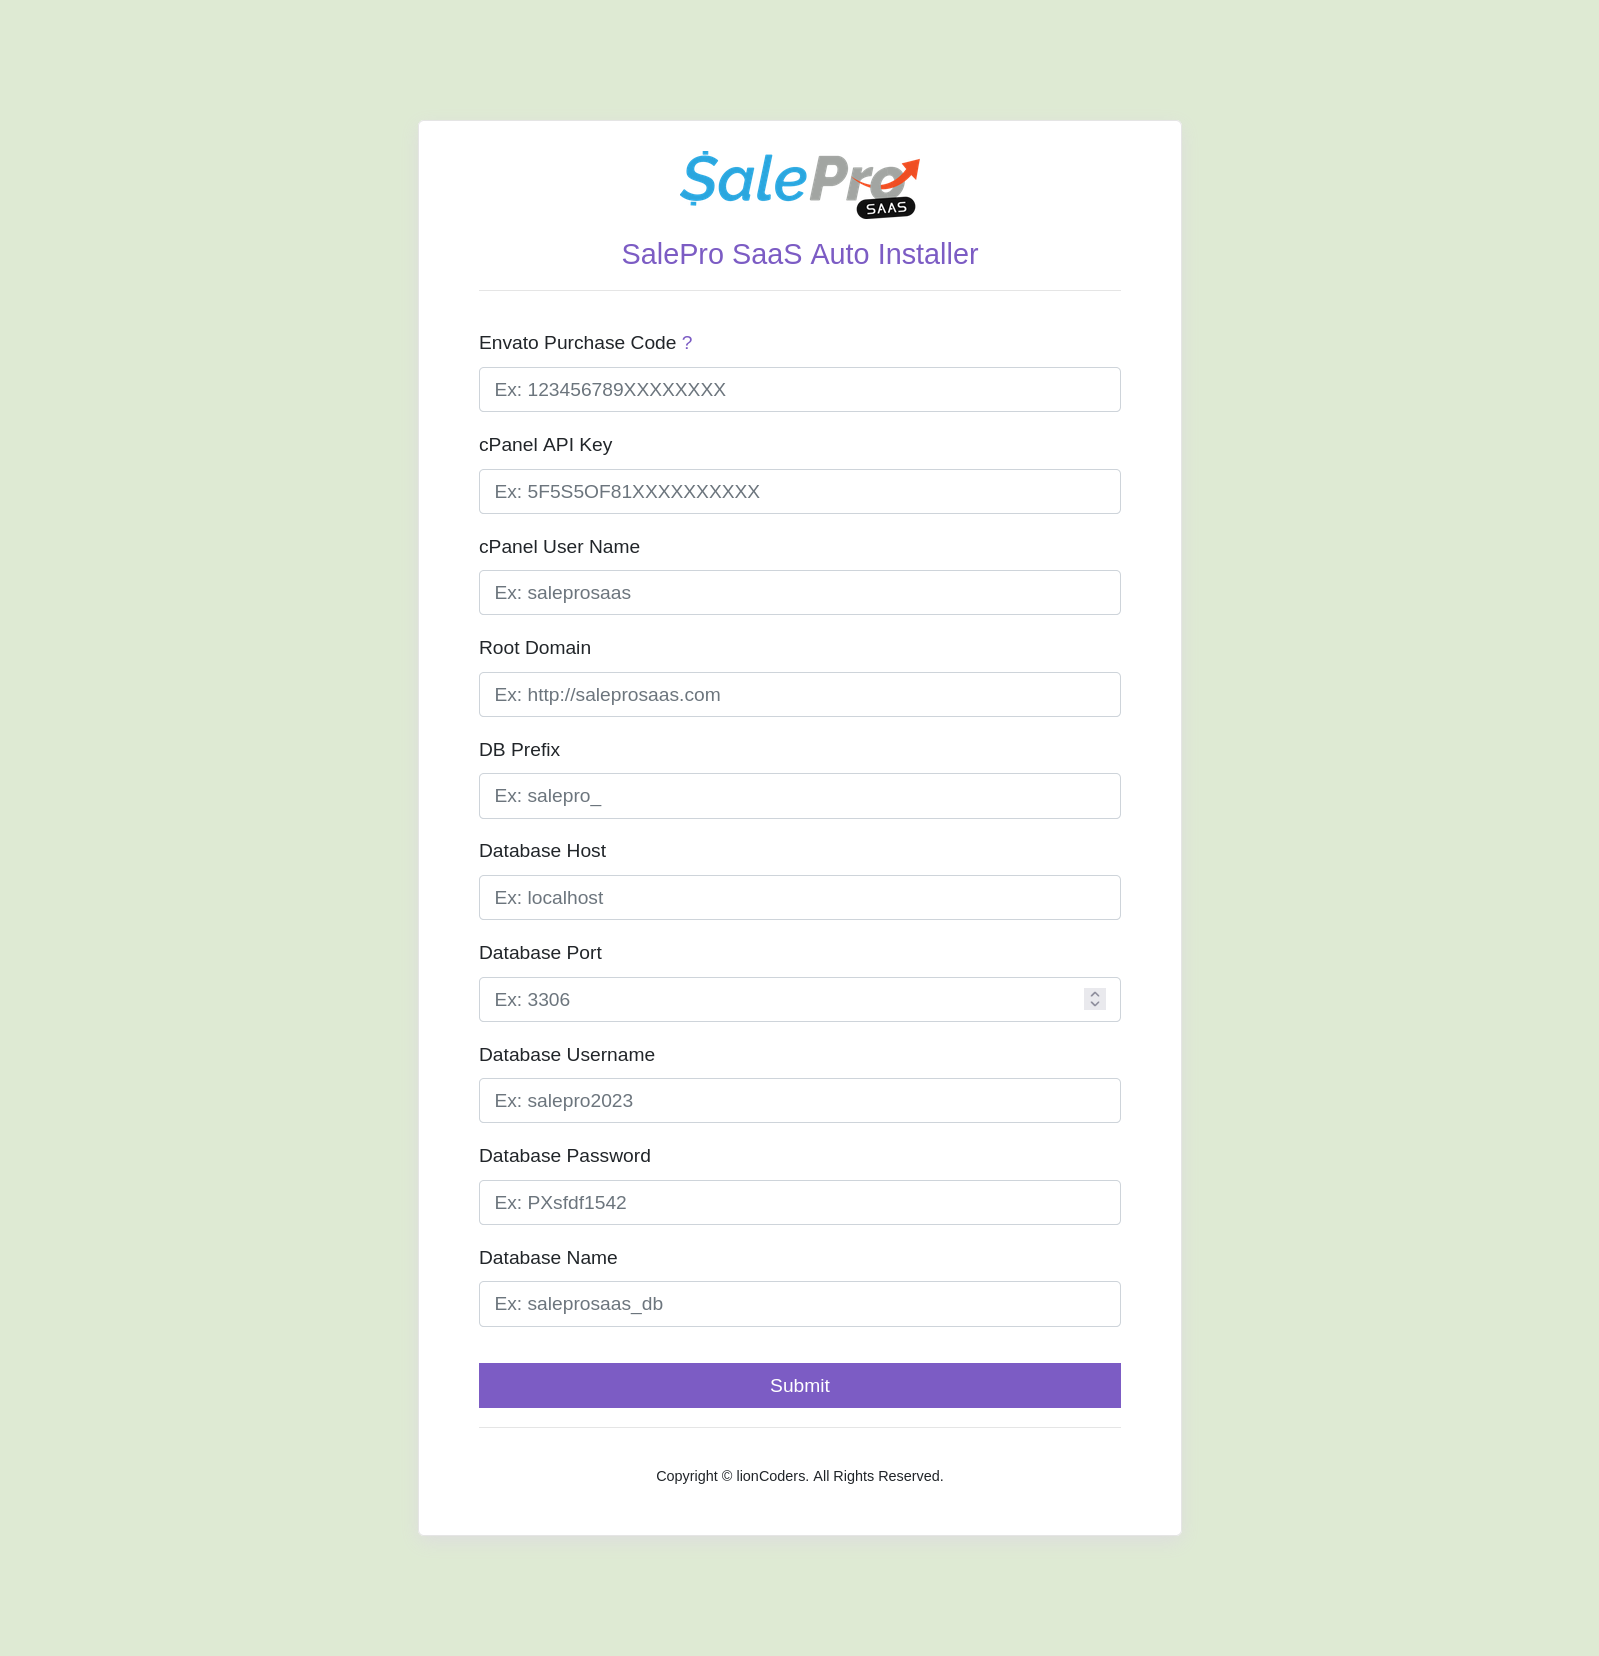 SalePro
SAAS
SalePro SaaS Auto Installer
Envato Purchase Code ?
Ex: 123456789XXXXXXXX
cPanel API Key
Ex: 5F5S5OF81XXXXXXXXXX
cPanel User Name
Ex: saleprosaas
Root Domain
Ex: http://saleprosaas.com
DB Prefix
Ex: salepro_
Database Host
Ex: localhost
Database Port
Ex: 3306
Database Username
Ex: salepro2023
Database Password
Ex: PXsfdf1542
Database Name
Ex: saleprosaas_db
Submit
Copyright © lionCoders. All Rights Reserved.